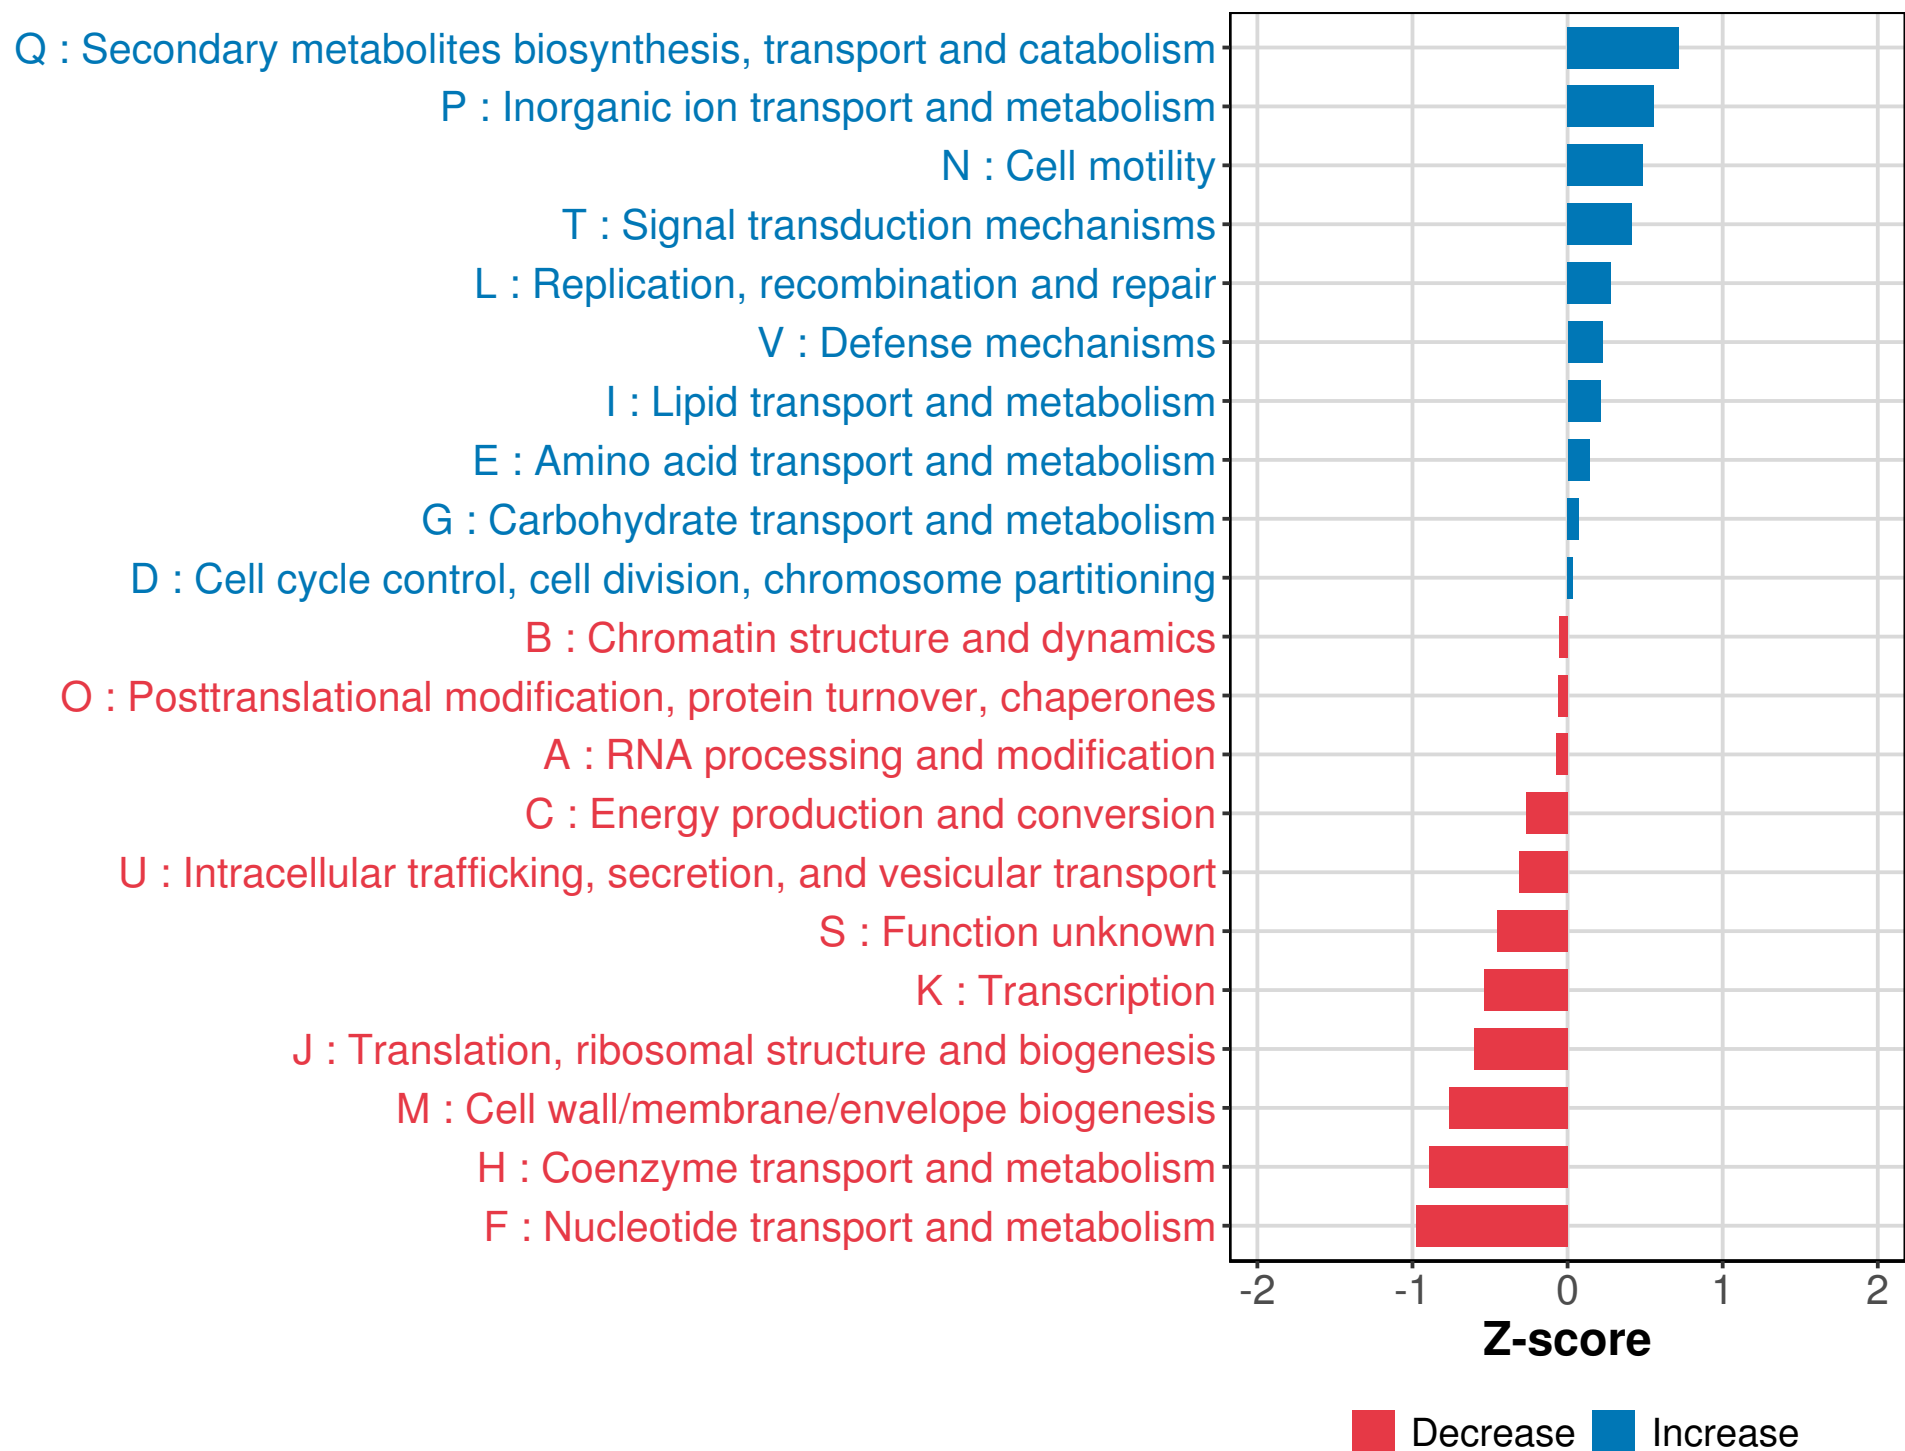 Q : Secondary metabolites biosynthesis, transport and catabolism
P : Inorganic ion transport and metabolism
N : Cell motility
T : Signal transduction mechanisms
L : Replication, recombination and repair
V : Defense mechanisms
I : Lipid transport and metabolism
E : Amino acid transport and metabolism
G : Carbohydrate transport and metabolism
D : Cell cycle control, cell division, chromosome partitioning
B : Chromatin structure and dynamics
O : Posttranslational modification, protein turnover, chaperones
A : RNA processing and modification
C : Energy production and conversion
U : Intracellular trafficking, secretion, and vesicular transport
S : Function unknown
K : Transcription
J : Translation, ribosomal structure and biogenesis
M : Cell wall/membrane/envelope biogenesis
H : Coenzyme transport and metabolism
F : Nucleotide transport and metabolism
-2 -1 0 1 2
Z-score
Decrease Increase